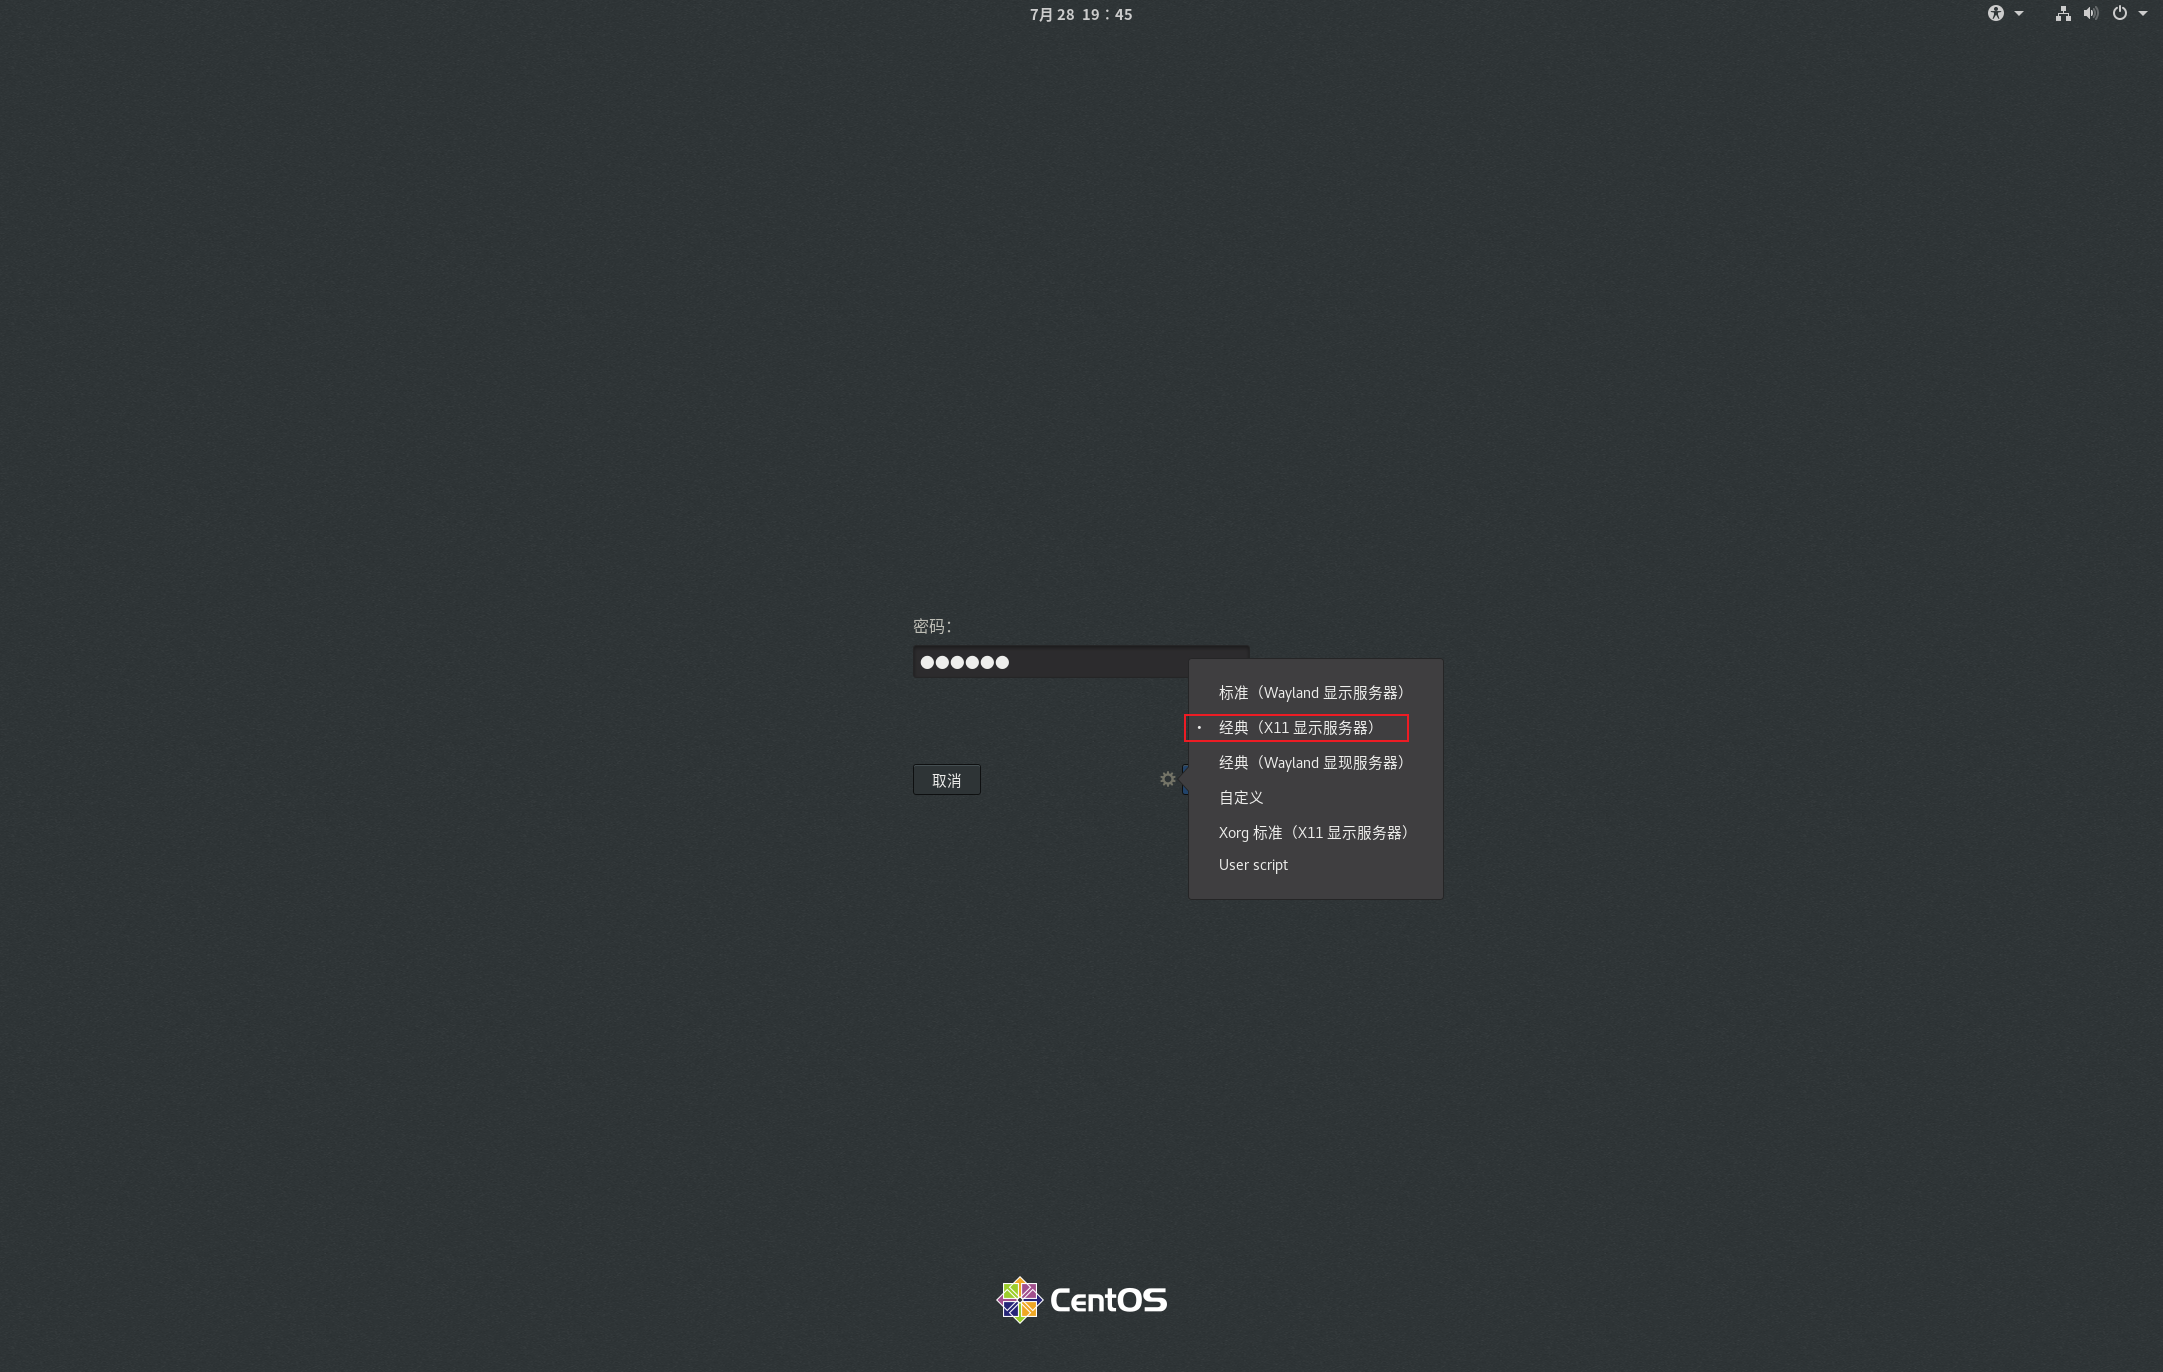 7月 28 19：45
密码：
标准（Wayland 显示服务器）
经典（X11 显示服务器）
经典（Wayland 显现服务器）
取消
自定义
Xorg 标准（X11 显示服务器）
User script
CentOS